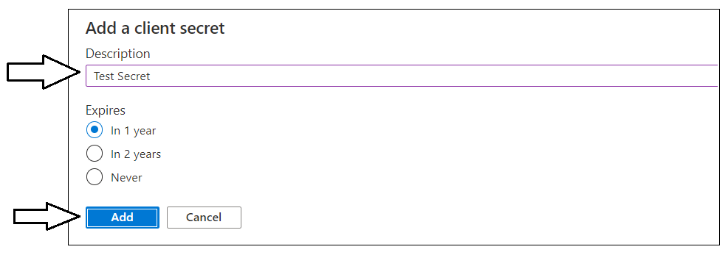 Add a client secret
Description
Test Secret
Expires
In 1 year
In 2 years
Never
Add Cancel